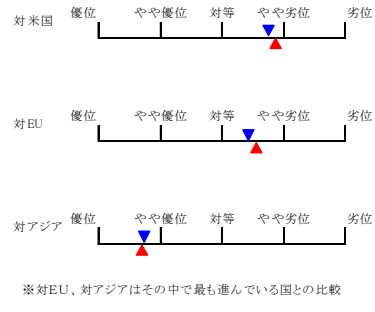 対米国 優位 やや優位 対等 やや劣位 劣位
対EU 優位 やや優位 対等 やや劣位 劣位
対アジア 優位 やや優位 対等 やや劣位 劣位
※対EU、対アジアはその中で最も進んでいる国との比較